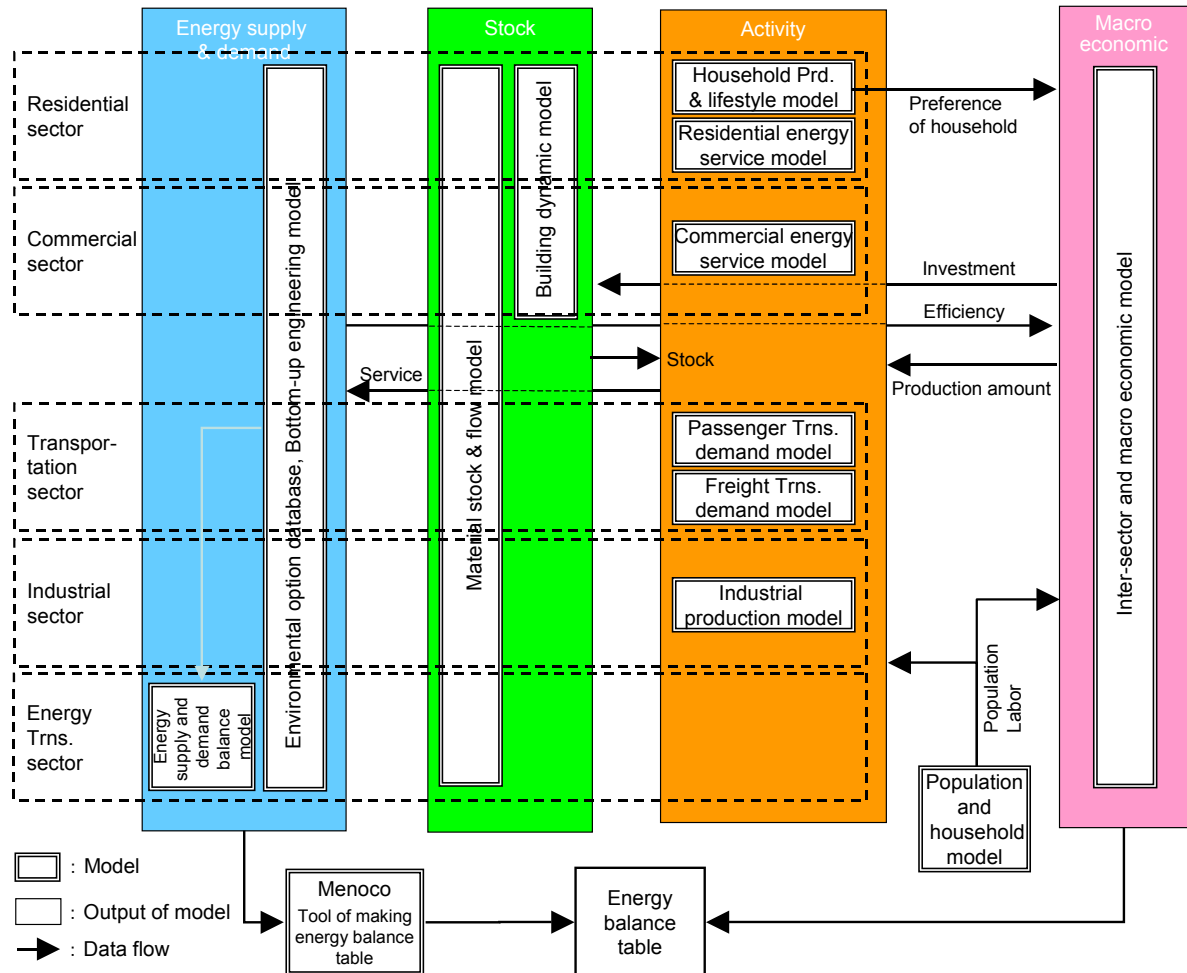 Energy supply
& demand
Stock
Activity
Macro
economic
Residential
sector
Commercial
sector
Transpor-
tation
sector
Industrial
sector
Energy
Trns.
sector
Environmental option database, Bottom-up engineering model
Energy
supply and
demand
balance
model
Material stock & flow model
Building dynamic model
Household Prd.
& lifestyle model
Residential energy
service model
Commercial energy
service model
Passenger Trns.
demand model
Freight Trns.
demand model
Industrial
production model
Inter-sector and macro economic model
Preference
of household
Investment
Efficiency
Stock
Service
Production amount
Population
Labor
Population
and
household
model
: Model
: Output of model
: Data flow
Menoco
Tool of making
energy balance
table
Energy
balance
table